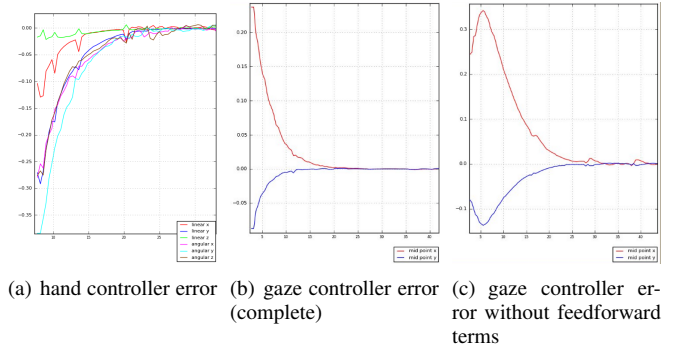 0.00
−0.05
−0.10
−0.15
−0.20
−0.25
−0.30
−0.35
10
15
20
25
30
linear x
linear y
linear z
angular x
angular y
angular z
0.20
0.15
0.10
0.05
0.00
−0.05
5
10
15
20
25
30
35
40
mid point x
mid point y
0.3
0.2
0.1
0.0
−0.1
5
10
15
20
25
30
35
40
mid point x
mid point y
(a) hand controller error
(b) gaze controller error
(complete)
(c) gaze controller er-
ror without feedforward
terms